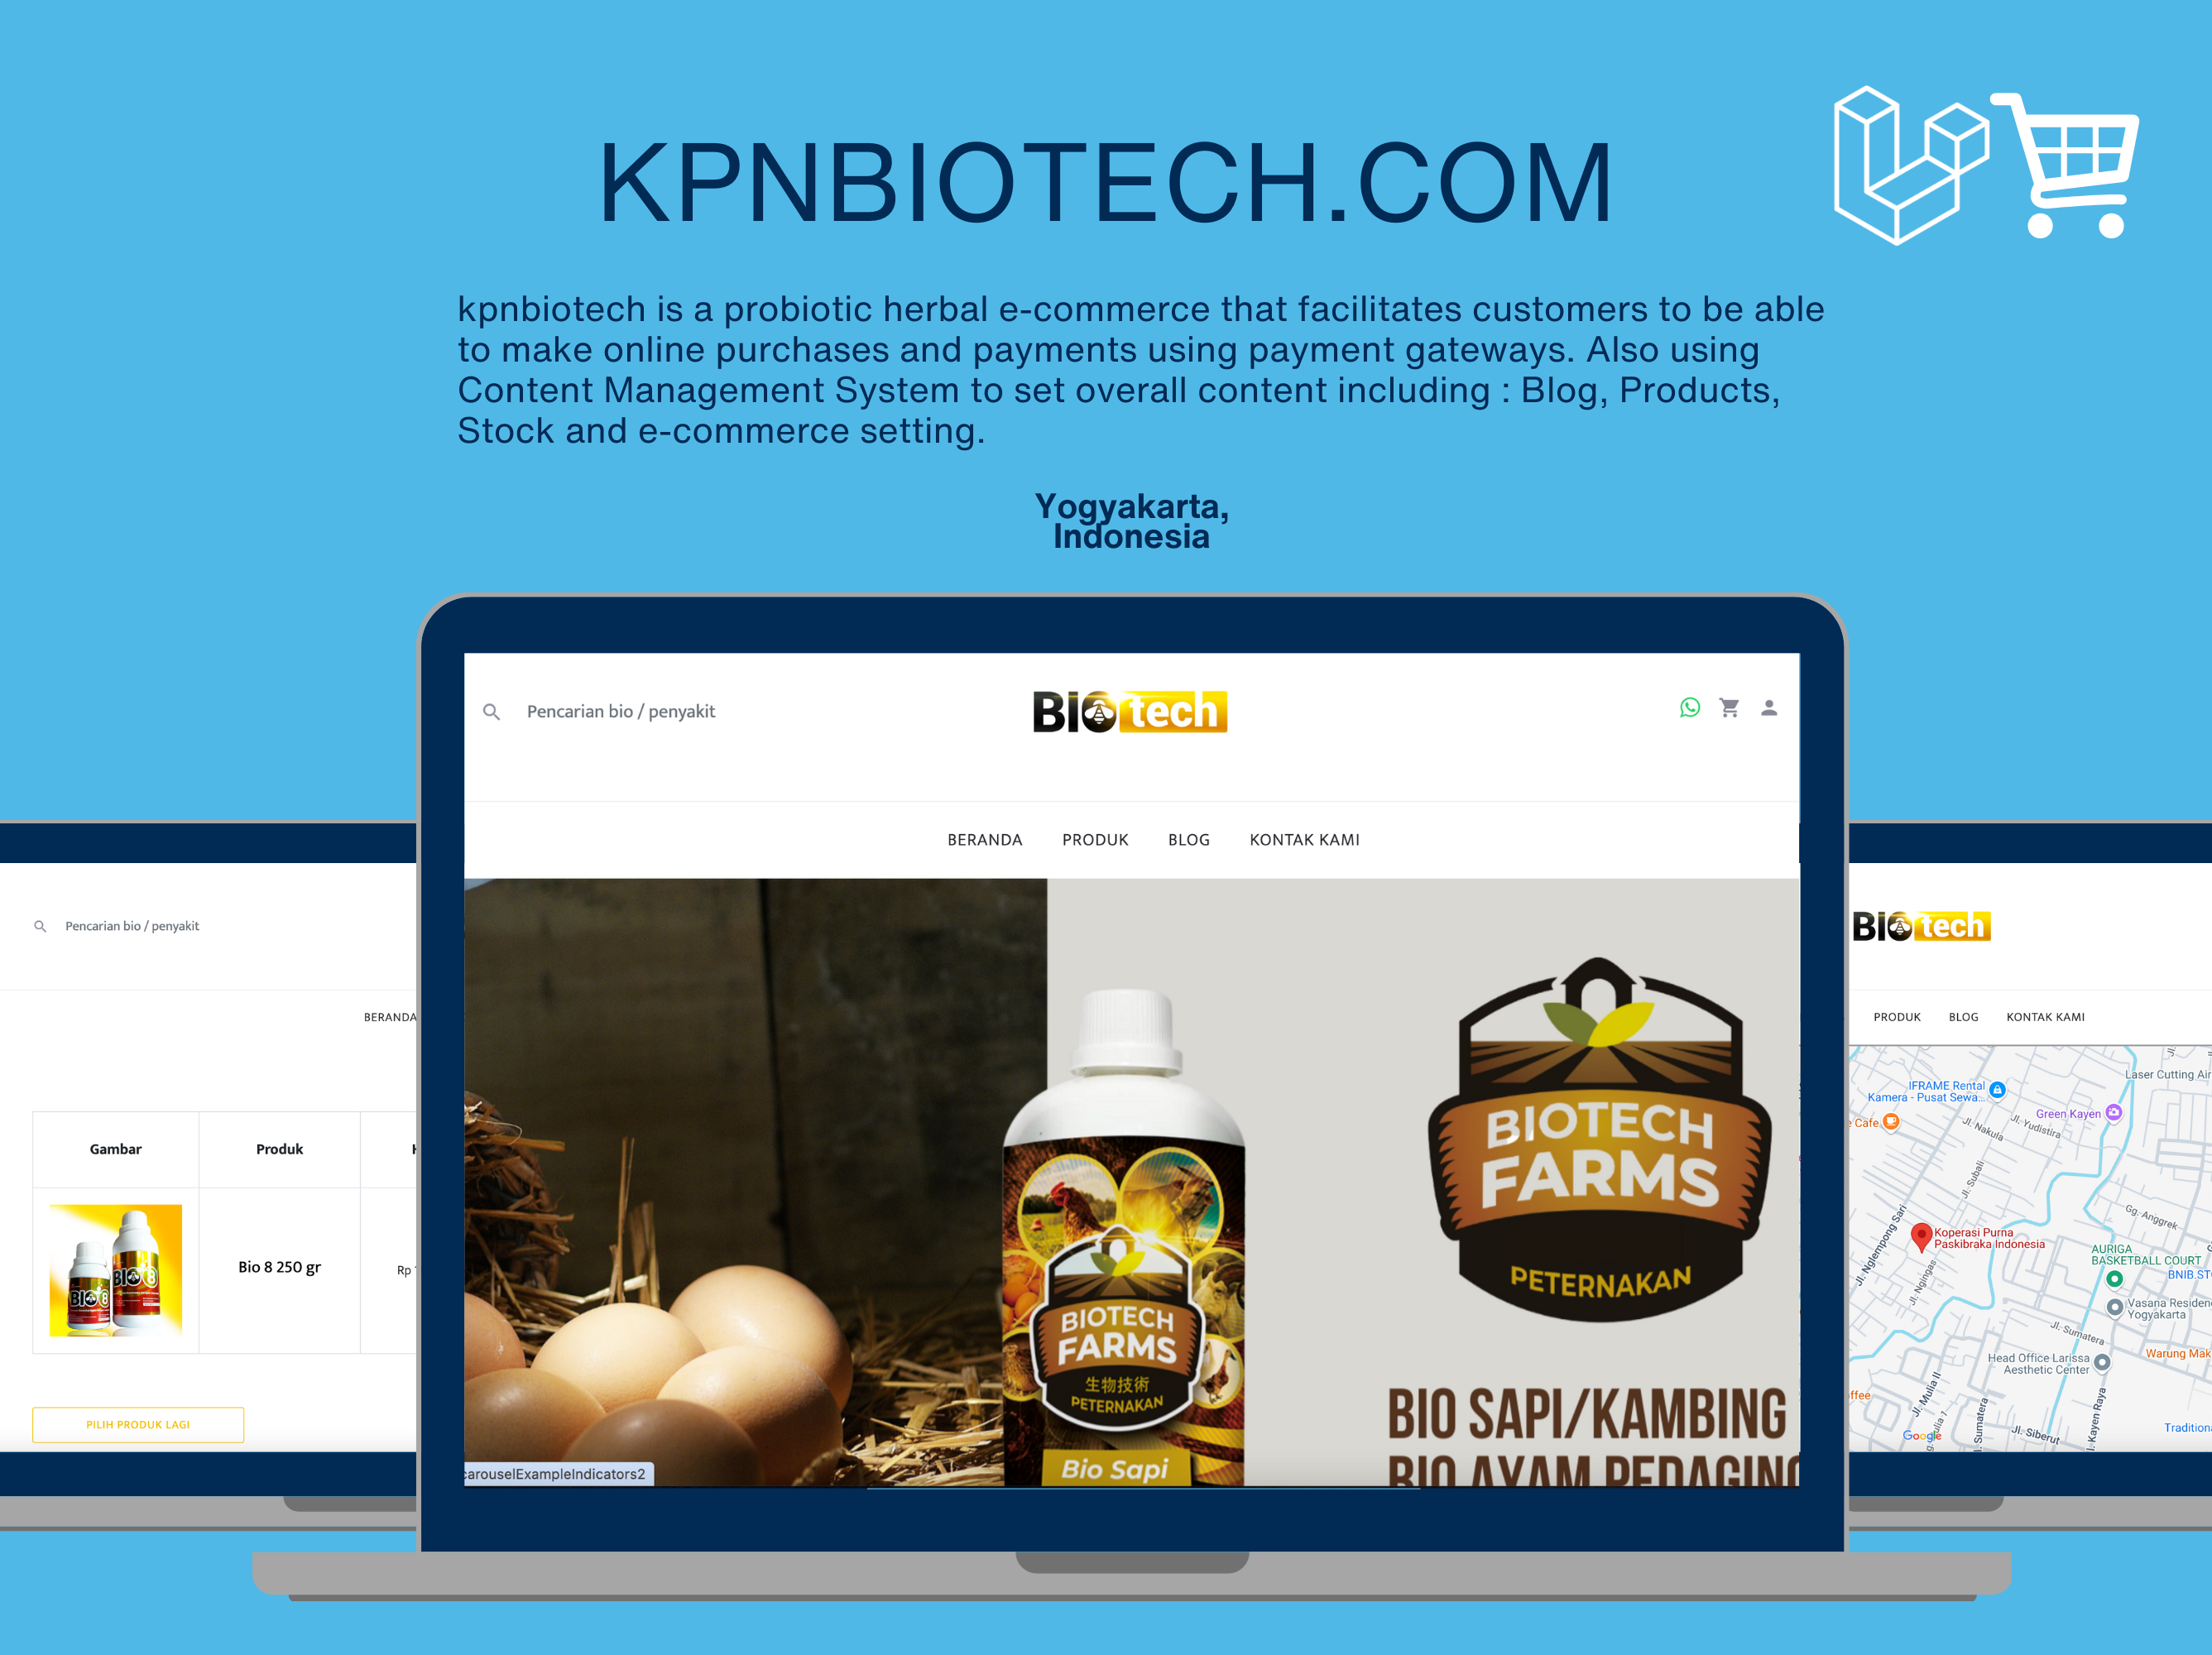 KPNBIOTECH.COM
kpnbiotech is a probiotic herbal e-commerce that facilitates customers to be able
to make online purchases and payments using payment gateways. Also using
Content Management System to set overall content including : Blog, Products,
Stock and e-commerce setting.
Yogyakarta,
Indonesia
Pencarian bio / penyakit
BIO tech
BERANDA PRODUK BLOG KONTAK KAMI
BIOTECH
FARMS
PETERNAKAN
BIOTECH
FARMS
生物技術
PETERNAKAN
Bio Sapi
BIO SAPI/KAMBING
BIO AYAM PEDAGING
carouselExampleIndicators2
Pencarian bio / penyakit
BERANDA
Gambar Produk H
BIO 8
BIO 8
Bio 8 250 gr
Rp
PILIH PRODUK LAGI
BIO tech
PRODUK BLOG KONTAK KAMI
Laser Cutting Air
IFRAME Rental
Kamera - Pusat Sewa...
Green Kayen
Cafe
Jl. Nakula
Jl. Yudistira
Jl. Subali
Jl. Nglempong Sari
Gg. Anggrek
Koperasi Purna
Paskibraka Indonesia
AURIGA
BASKETBALL COURT
BNIB.ST
Jl. Ngingas
Vasana Residen
Yogyakarta
Jl. Sumatera
Warung Mak
Head Office Larissa
Aesthetic Center
ffee
Jl. Mulia II
Sumatera
Kayen Raya
Google
Jl. Siberut
Tradition